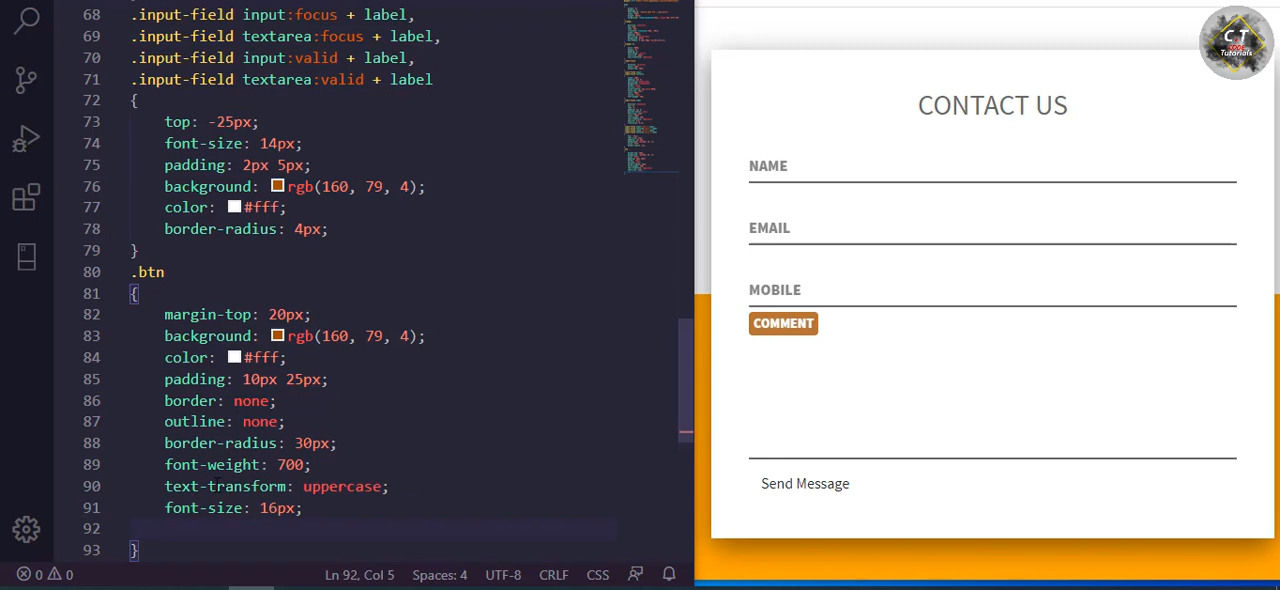 68 .input-field input:focus + label,
69 .input-field textarea:focus + label,
70 .input-field input:valid + label,
71 .input-field textarea:valid + label
72 {
73 top: -25px;
74 font-size: 14px;
75 padding: 2px 5px;
76 background: rgb(160, 79, 4);
77 color: #fff;
78 border-radius: 4px;
79 }
80 .btn
81 {
82 margin-top: 20px;
83 background: rgb(160, 79, 4);
84 color: #fff;
85 padding: 10px 25px;
86 border: none;
87 outline: none;
88 border-radius: 30px;
89 font-weight: 700;
90 text-transform: uppercase;
91 font-size: 16px;
92
93 }
0 0 Ln 92, Col 5 Spaces: 4 UTF-8 CRLF CSS
C T
CODE
Tutorials
CONTACT US
NAME
EMAIL
MOBILE
COMMENT
Send Message